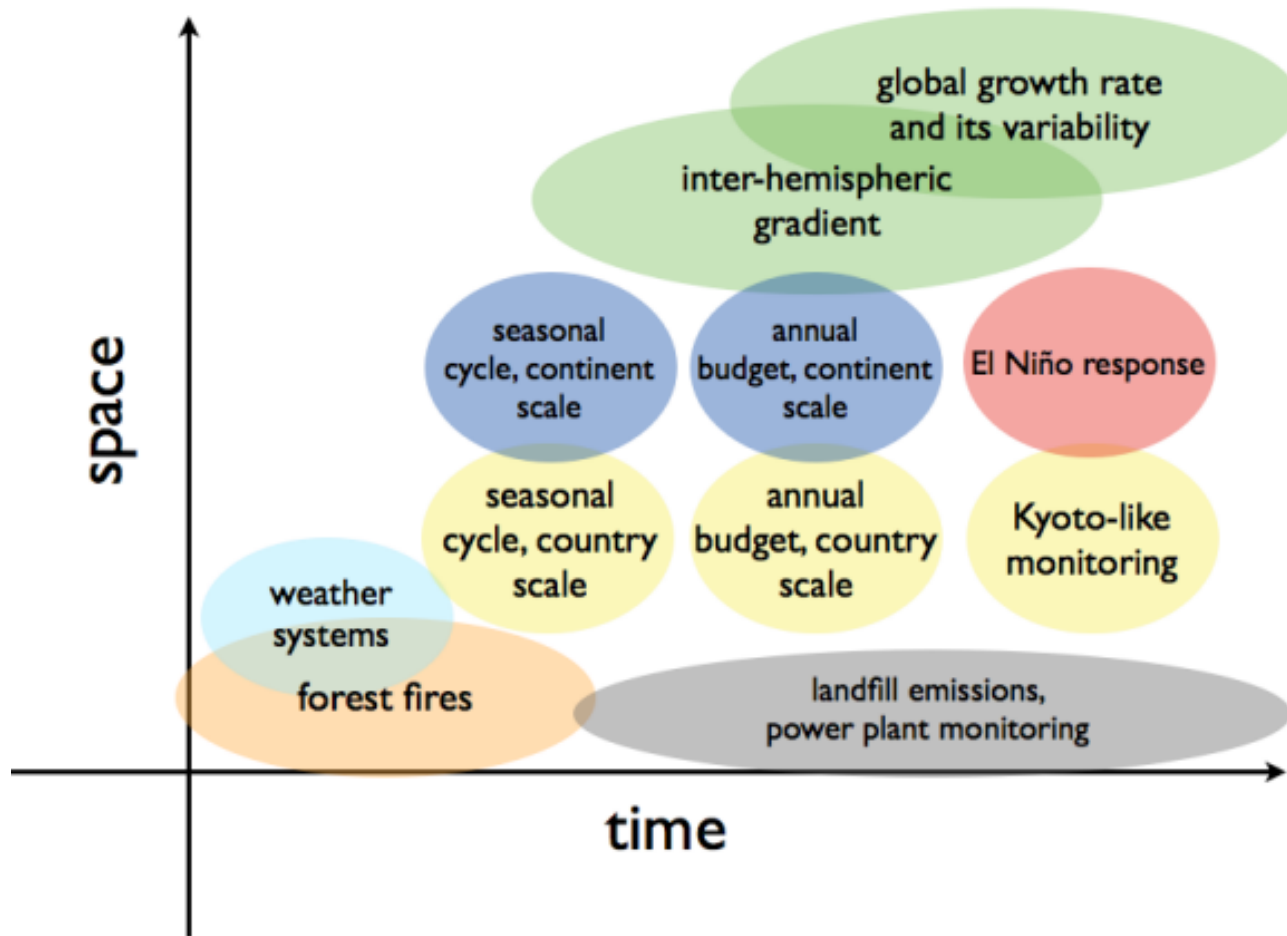 global growth rate
and its variability
inter-hemispheric
gradient
seasonal
cycle, continent
scale
annual
budget, continent
scale
El Niño response
space
seasonal
cycle, country
scale
annual
budget, country
scale
Kyoto-like
monitoring
weather
systems
forest fires
landfill emissions,
power plant monitoring
time